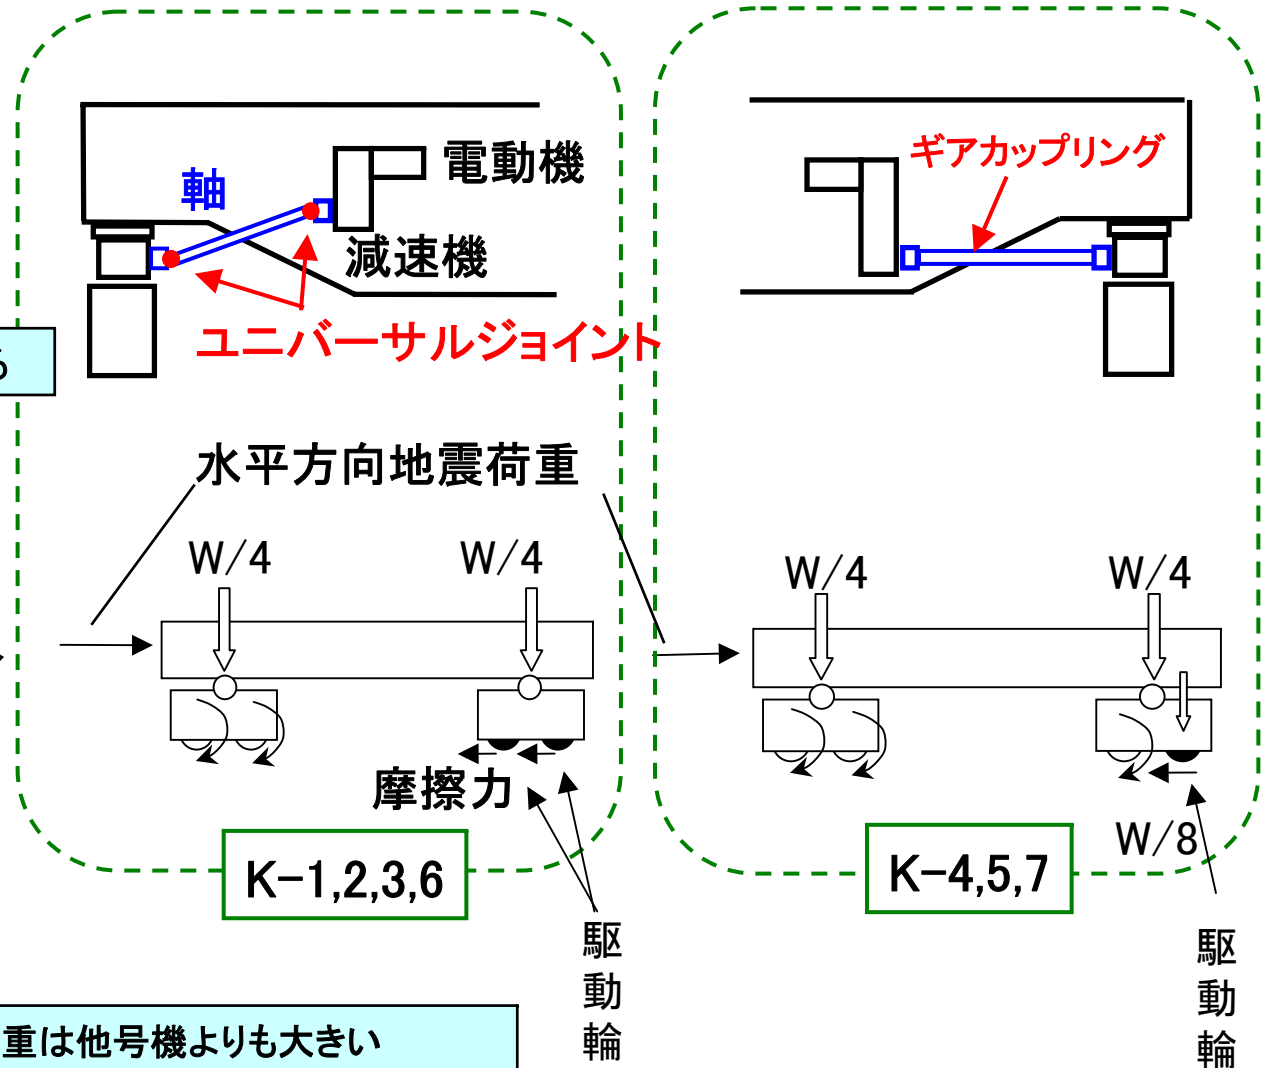 電動機
軸
減速機
ユニバーサルジョイント
水平方向地震荷重
W/4
W/4
摩擦力
K-1,2,3,6
駆動輪
ギアカップリング
W/4
W/4
W/8
K-4,5,7
駆動輪
重は他号機よりも大きい